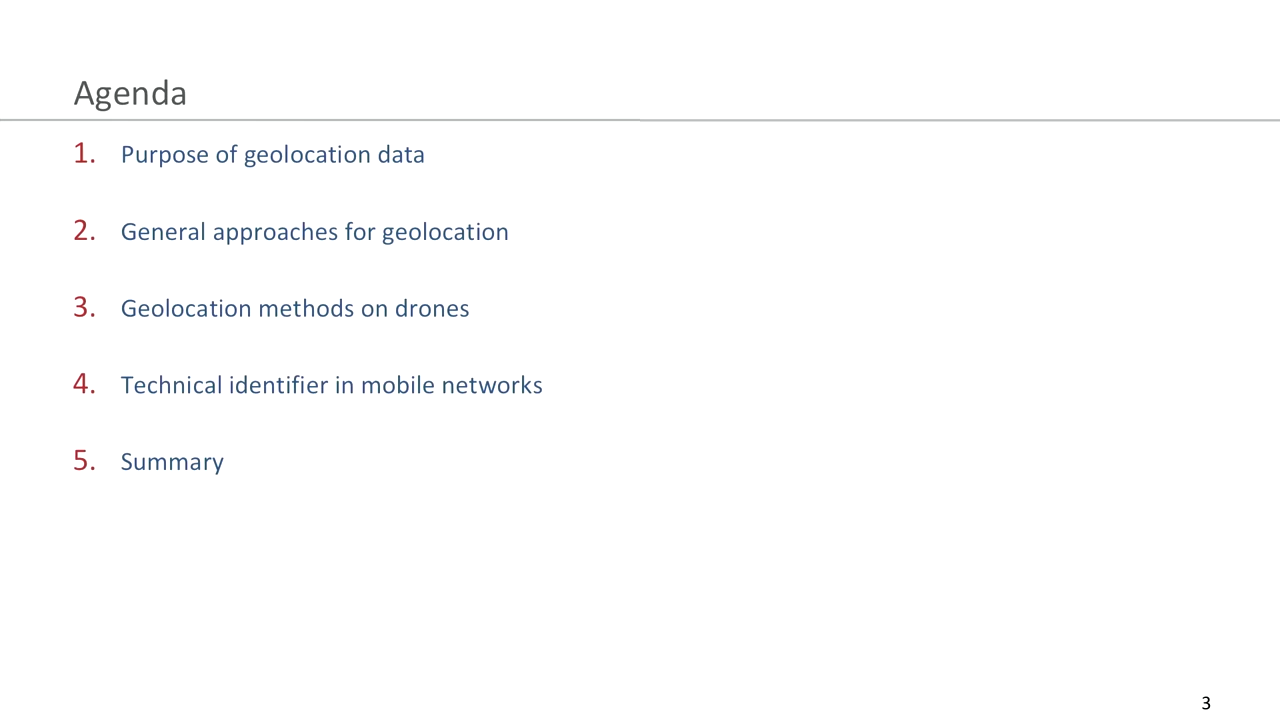 Agenda
1. Purpose of geolocation data
2. General approaches for geolocation
3. Geolocation methods on drones
4. Technical identifier in mobile networks
5. Summary
3